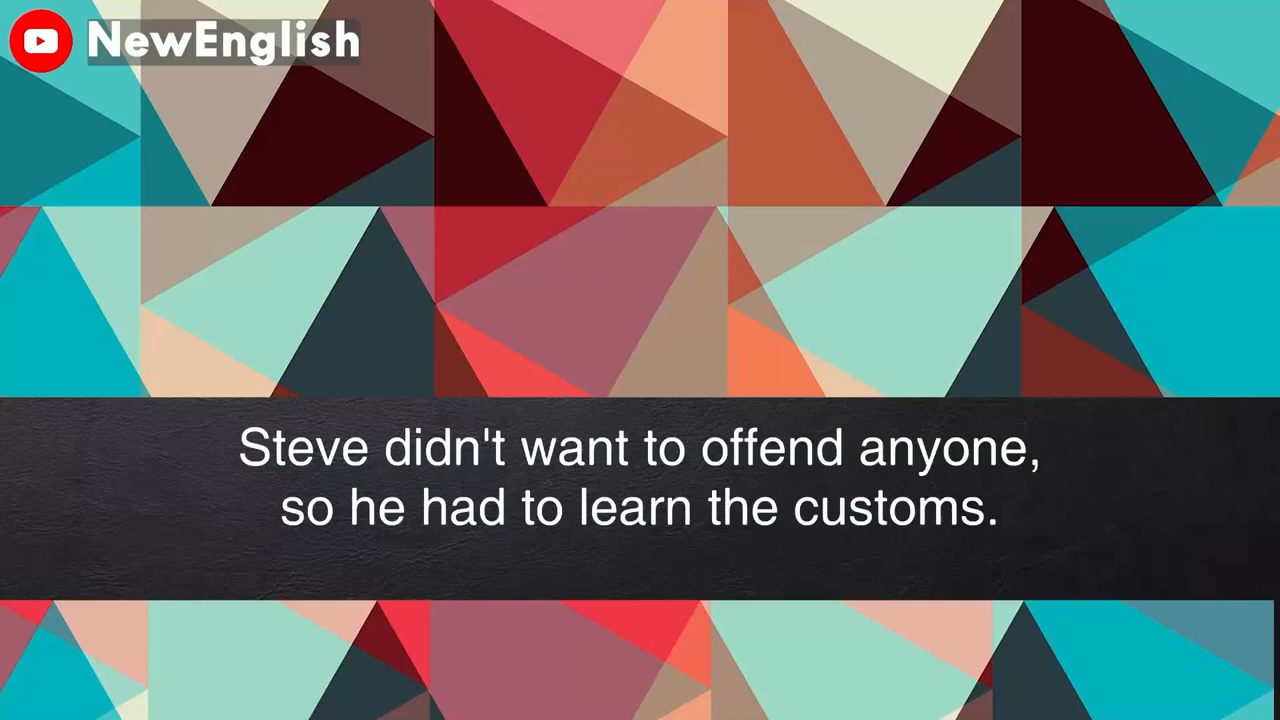 NewEnglish
Steve didn't want to offend anyone,
so he had to learn the customs.